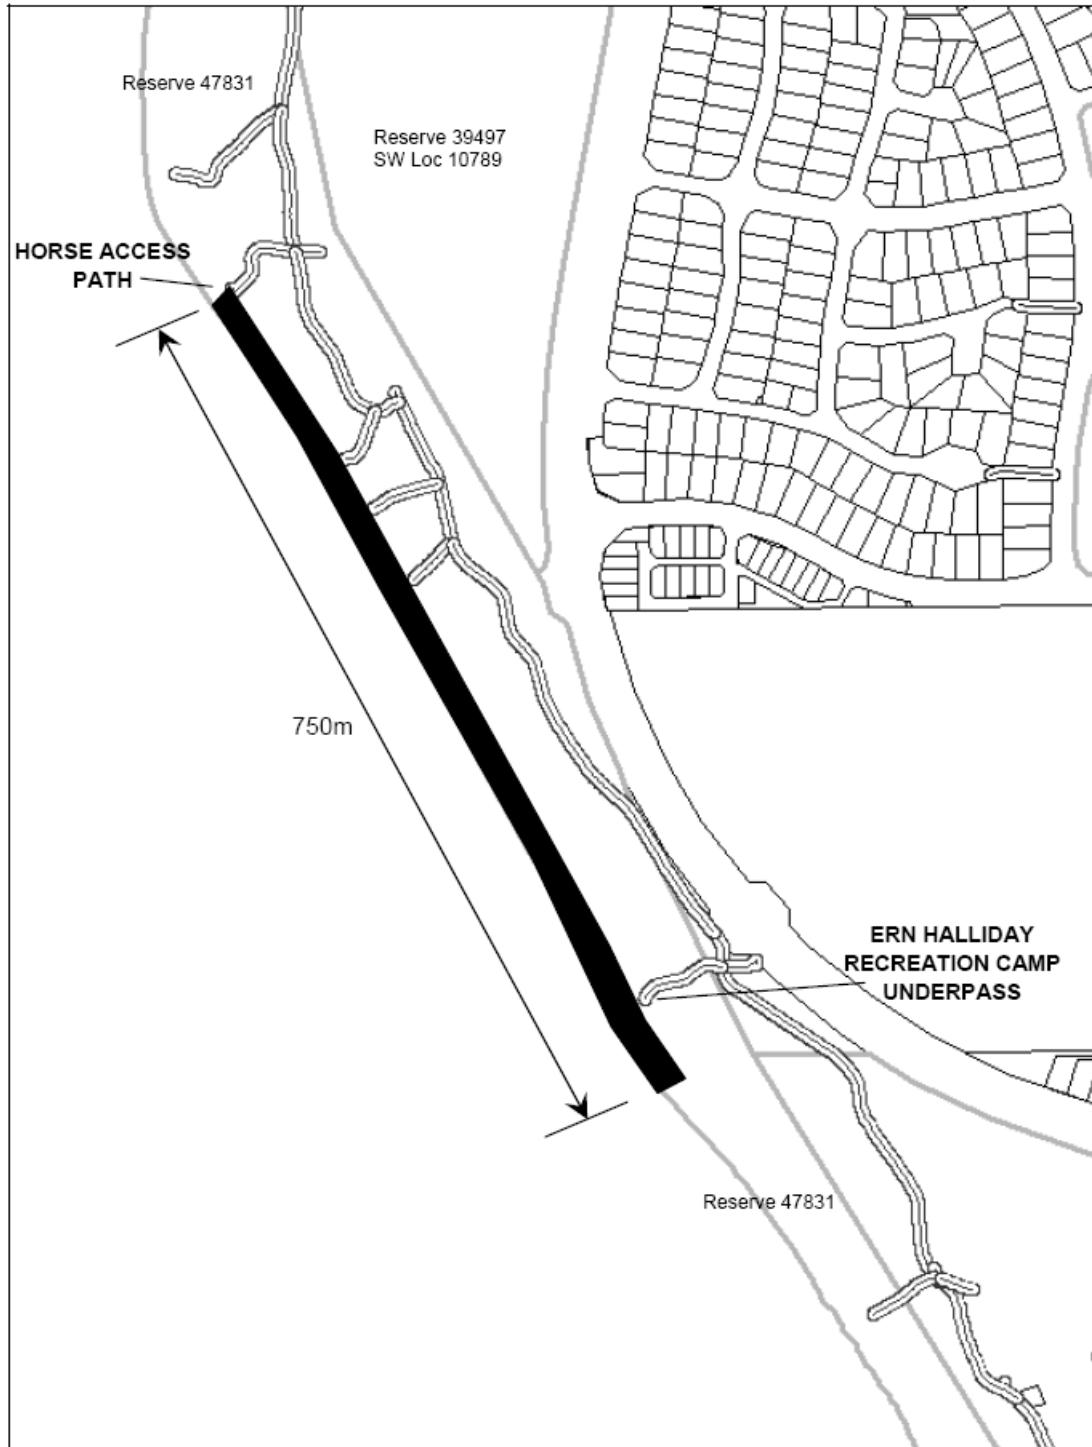 Reserve 47831
Reserve 39497
SW Loc 10789
HORSE ACCESS
PATH
750m
ERN HALLIDAY
RECREATION CAMP
UNDERPASS
Reserve 47831